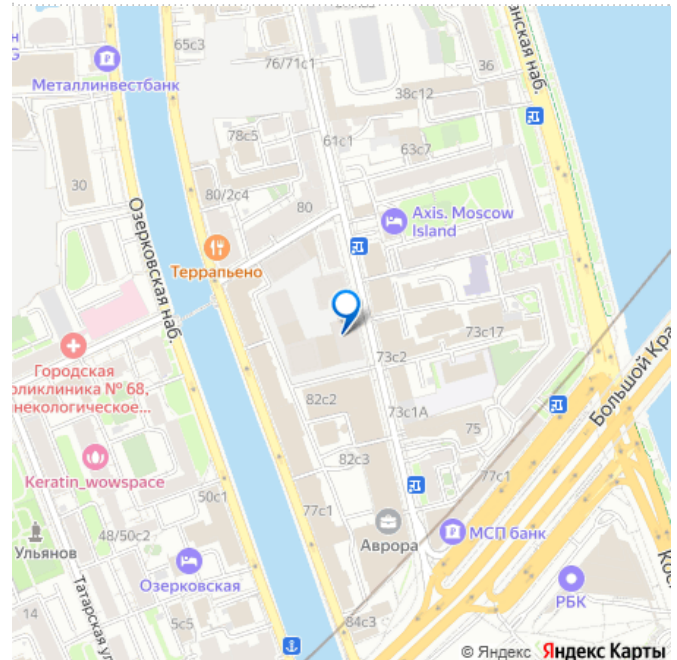 65с3
76/71с1
36
Металлинвестбанк
38с12
78с5
61с1
63с7
30
80/2с4
80
Axis. Moscow
Island
Озерковская наб.
Террапьено
73с17
73с2
Городская
оликлиника № 68,
инекологическое...
Большой Кра
82с2
73с1А
75
Keratin_wowspace
82с3
77с1
50с1
77с1
48/50с2
Ульянов
Аврора
МСП банк
Озерковская
РБК
Татарская ул
14
5с5
84с3
© Яндекс Яндекс Карты